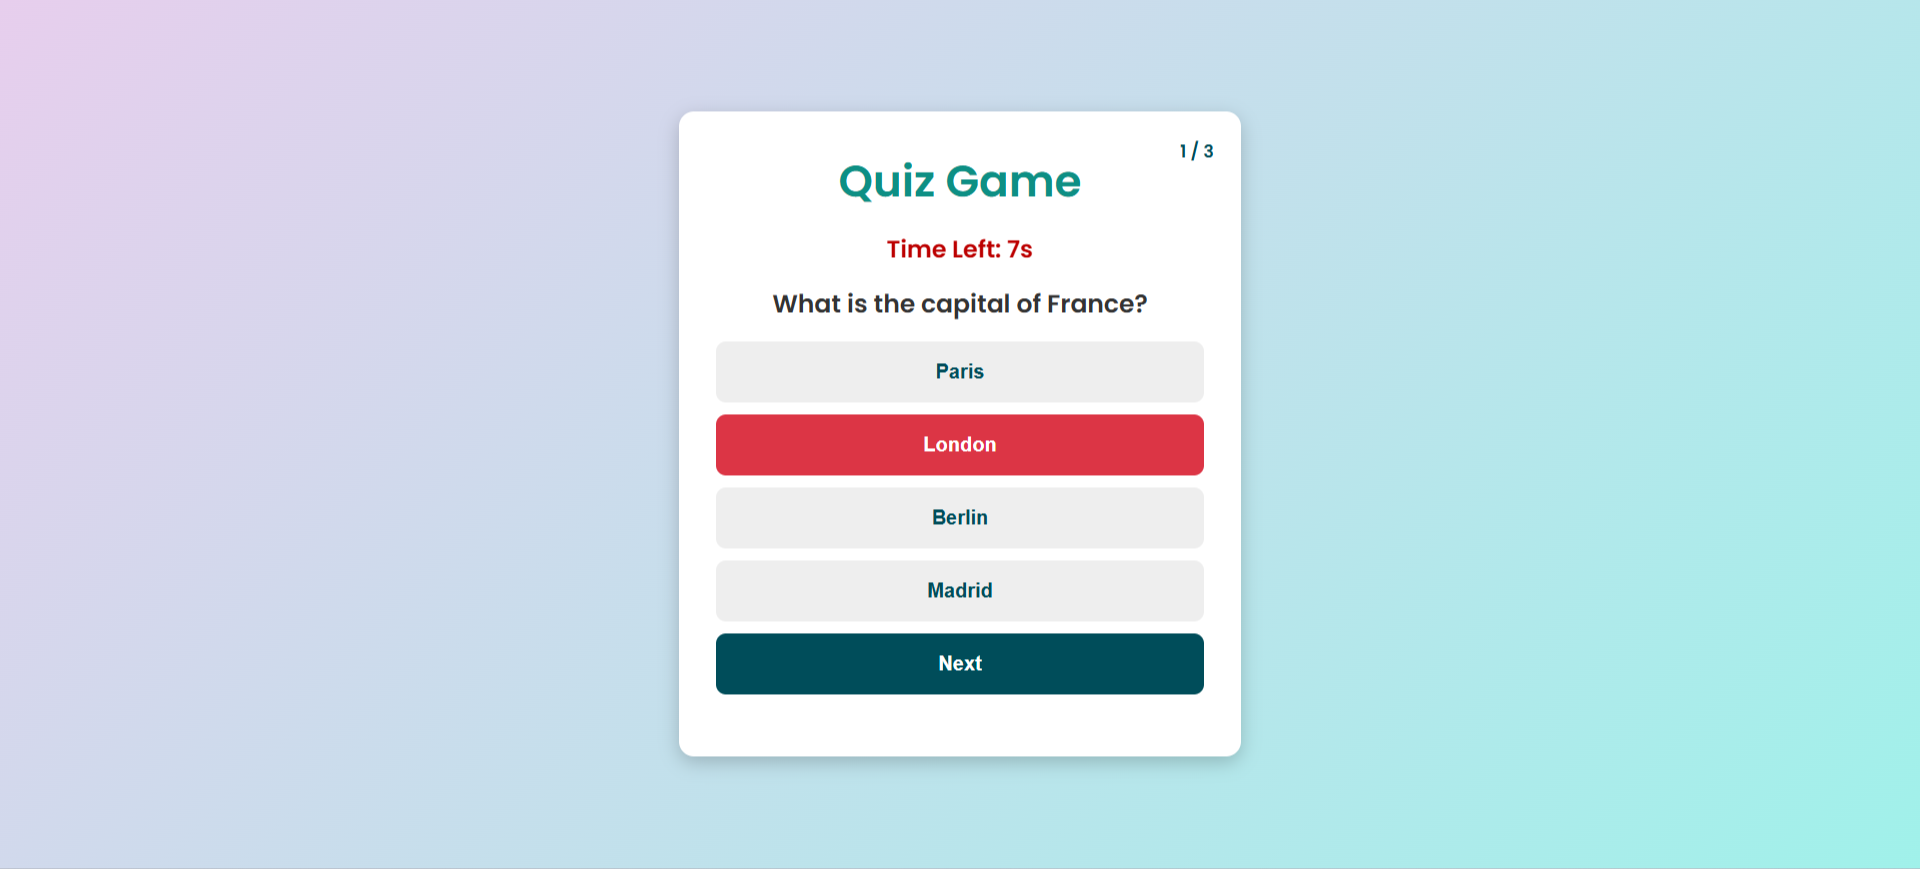 1 / 3
Quiz Game
Time Left: 7s
What is the capital of France?
Paris
London
Berlin
Madrid
Next